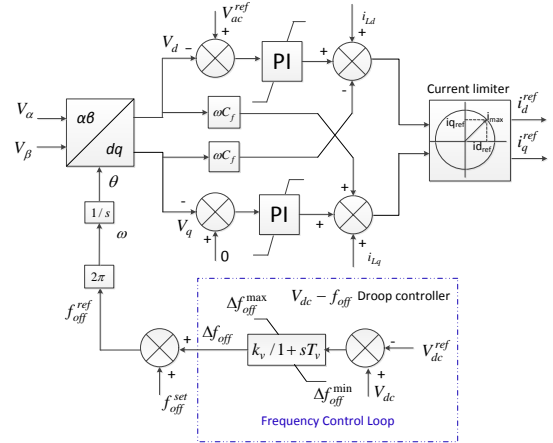 V_ac^ref
i_Ld
+
+
V_d
-
PI
+
-
Current limiter
V_α
αβ
ωC_f
iq_ref
i_max
i_d^ref
V_β
dq
ωC_f
id_ref
i_q^ref
θ
1/s
-
V_q
+
0
PI
+
+
+
i_Lq
ω
2π
f_off^ref
Δf_off^max
V_dc − f_off Droop controller
Δf_off
+
+
k_v / 1+sT_v
-
V_dc^ref
+
V_dc
Δf_off^min
f_off^set
Frequency Control Loop